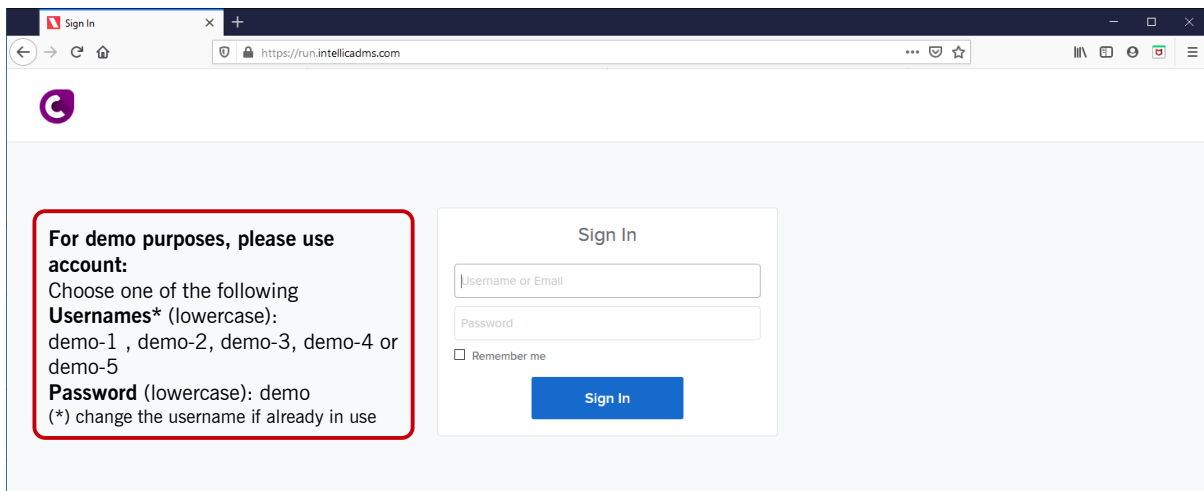 Sign In
https://run.intellicadms.com
For demo purposes, please use
account:
Choose one of the following
Usernames* (lowercase):
demo-1 , demo-2, demo-3, demo-4 or
demo-5
Password (lowercase): demo
(*) change the username if already in use
Sign In
Username or Email
Password
Remember me
Sign In